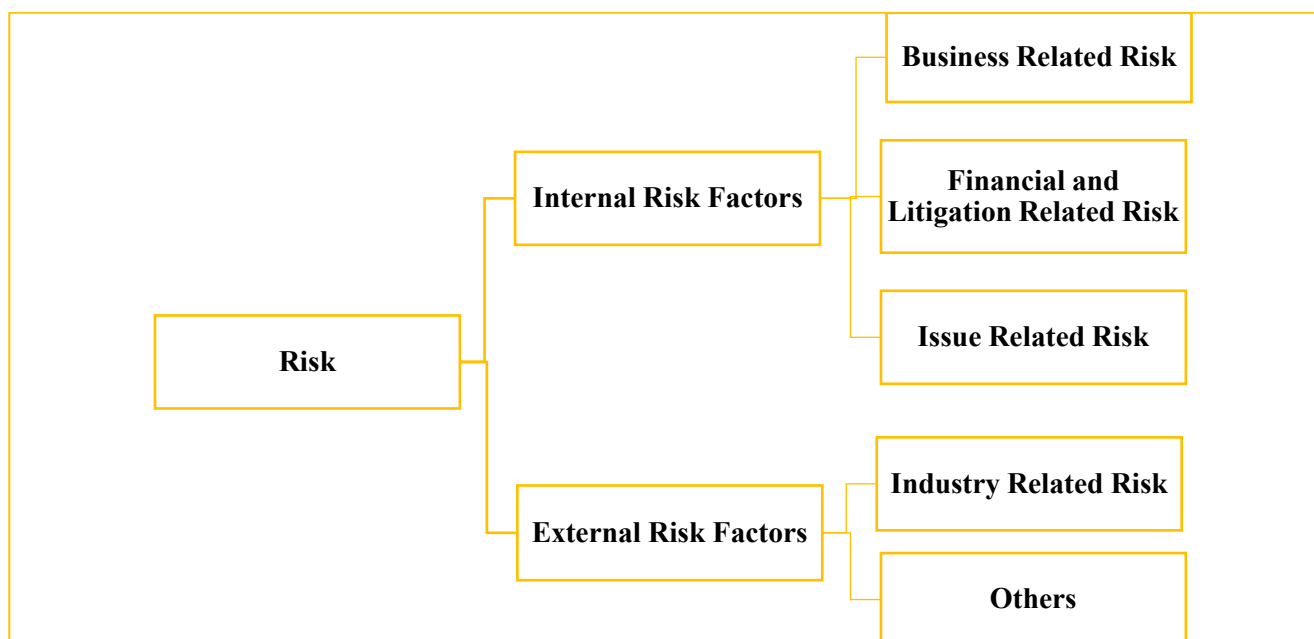 Business Related Risk
Financial and
Litigation Related Risk
Internal Risk Factors
Issue Related Risk
Risk
Industry Related Risk
External Risk Factors
Others